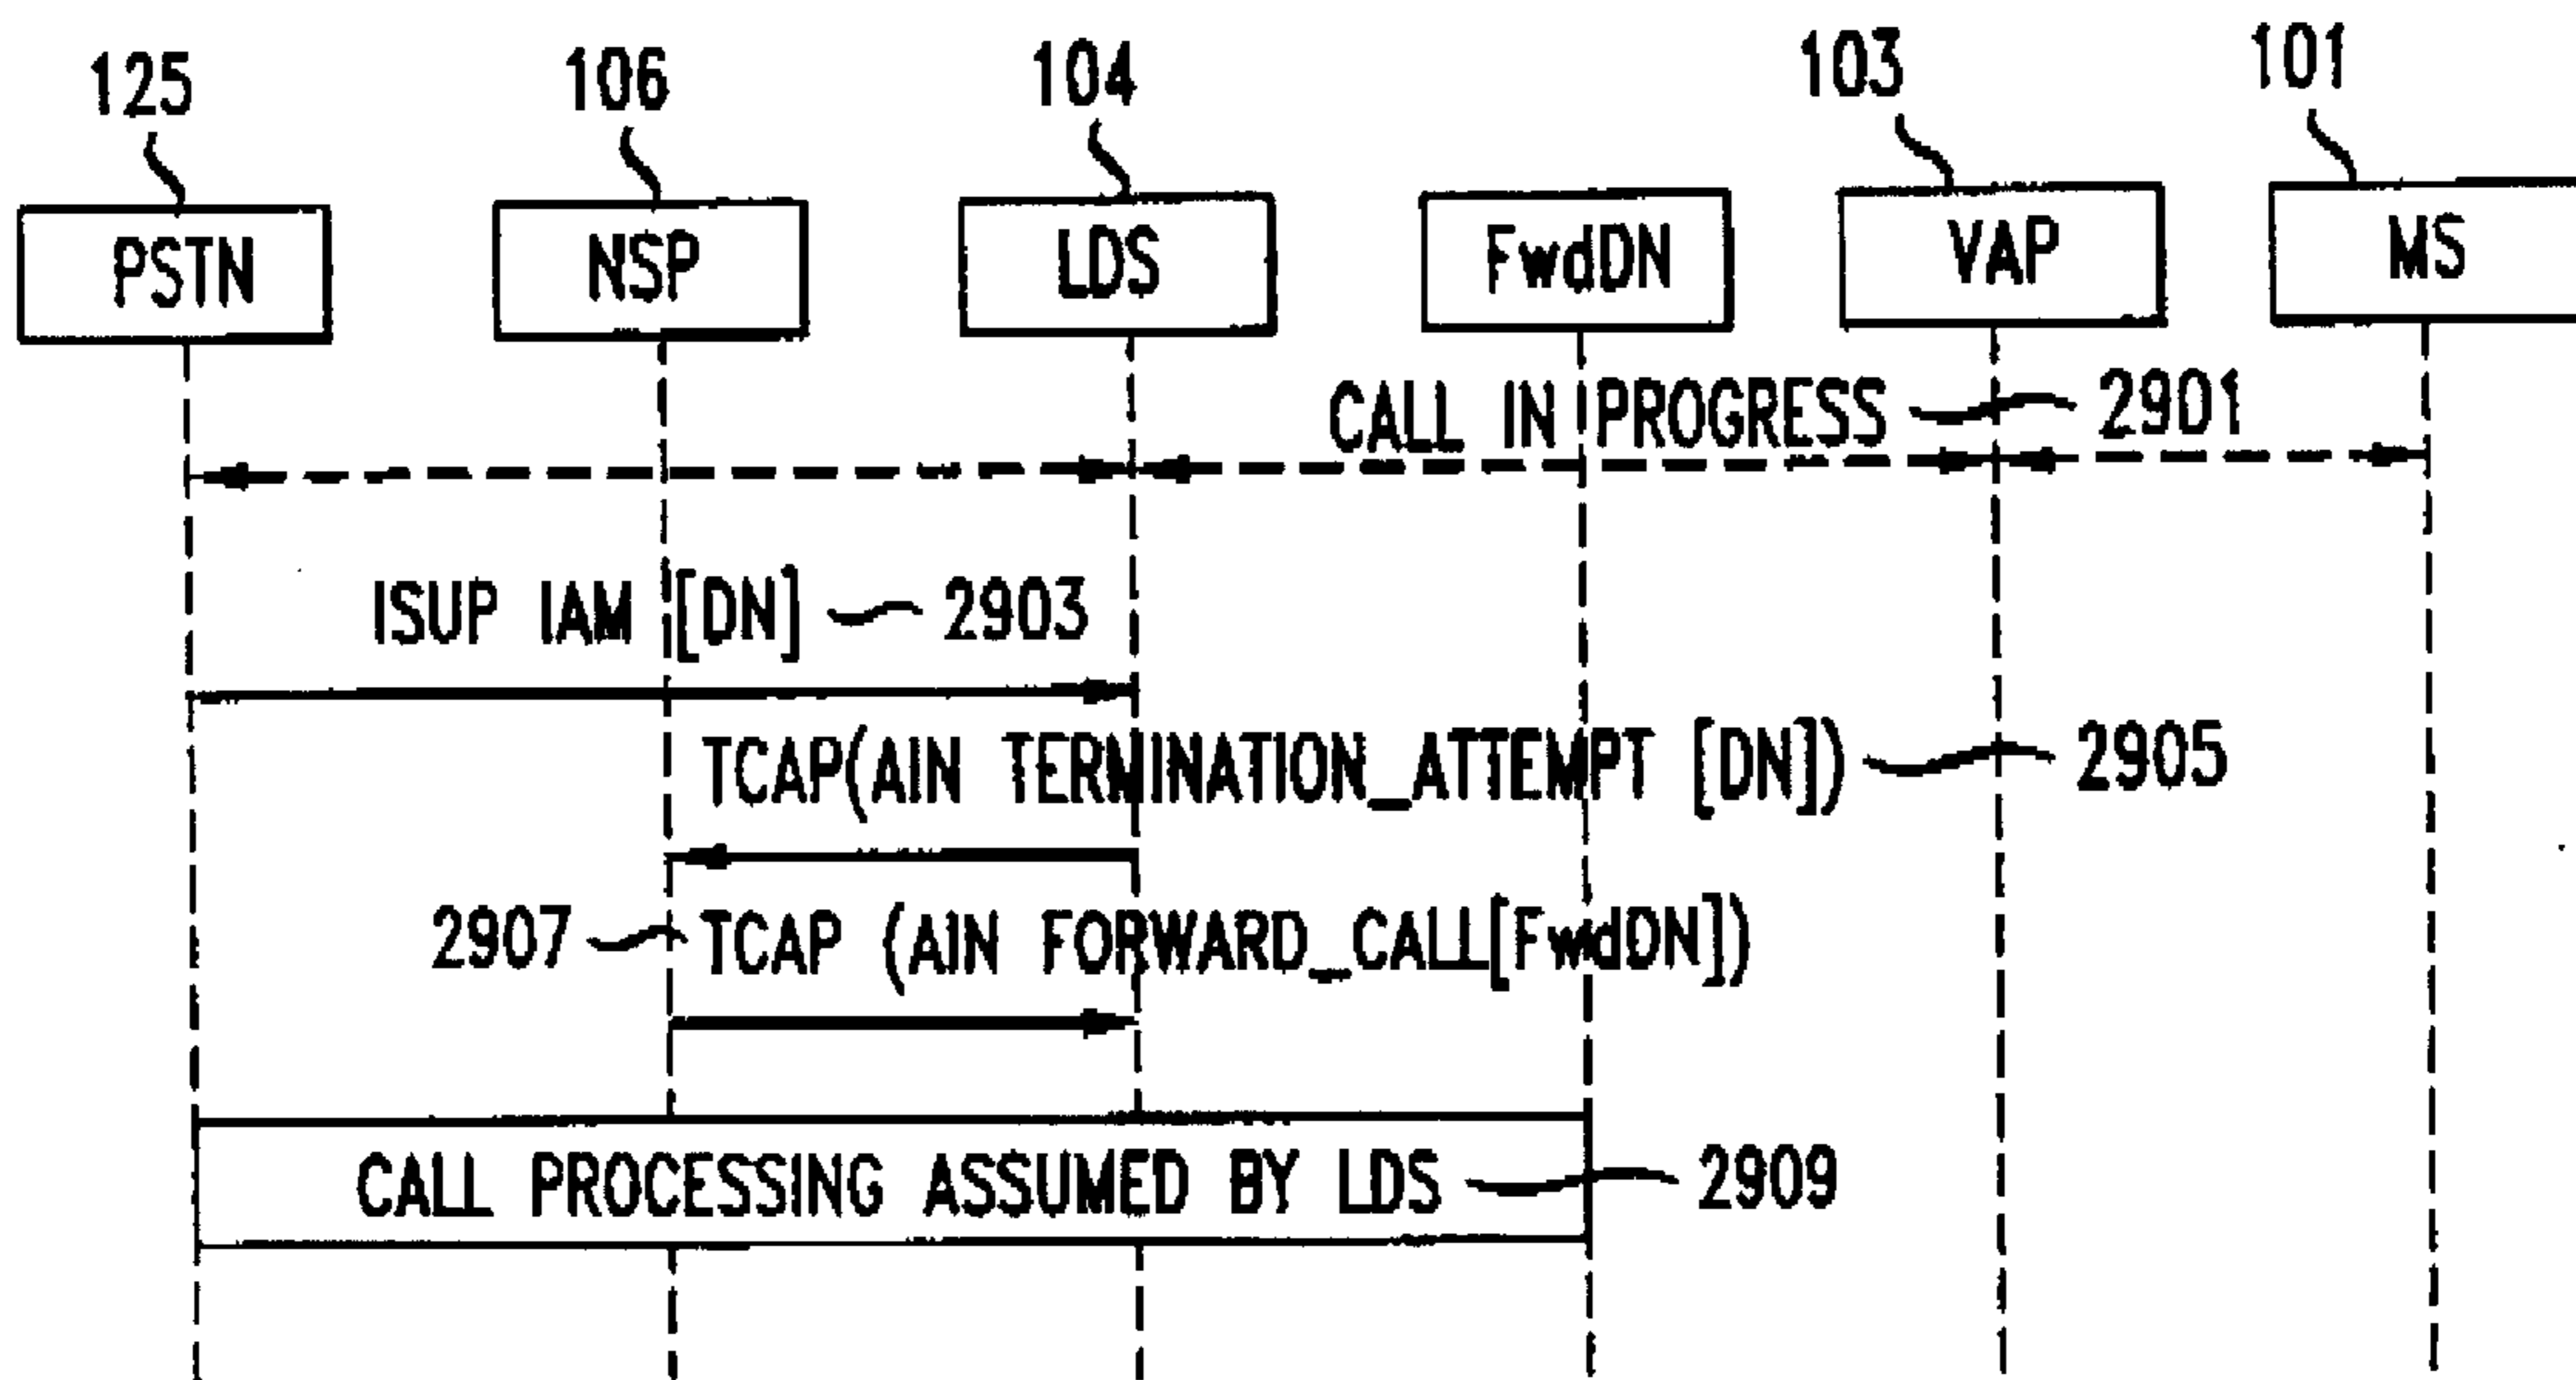 125 106 104 103 101
PSTN NSP LDS FwdDN VAP MS
CALL IN PROGRESS 2901
ISUP IAM [DN] 2903
TCAP(AIN TERMINATION_ATTEMPT [DN]) 2905
2907 TCAP (AIN FORWARD_CALL[FwdDN])
CALL PROCESSING ASSUMED BY LDS 2909